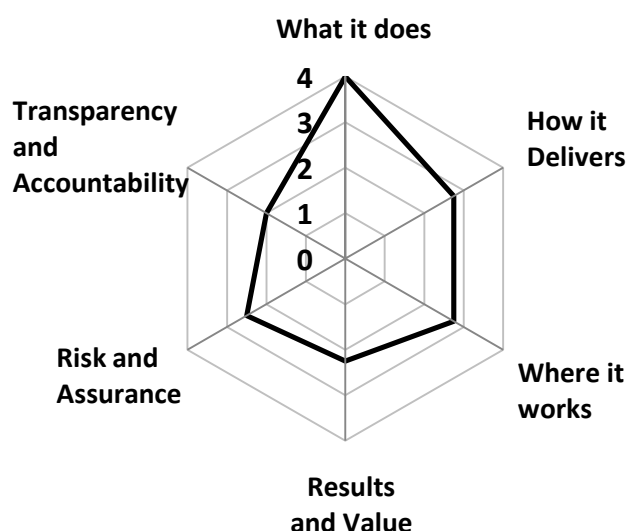 What it does
4
3
2
1
0
How it
Delivers
Where it
works
Results
and Value
Risk and
Assurance
Transparency
and
Accountability